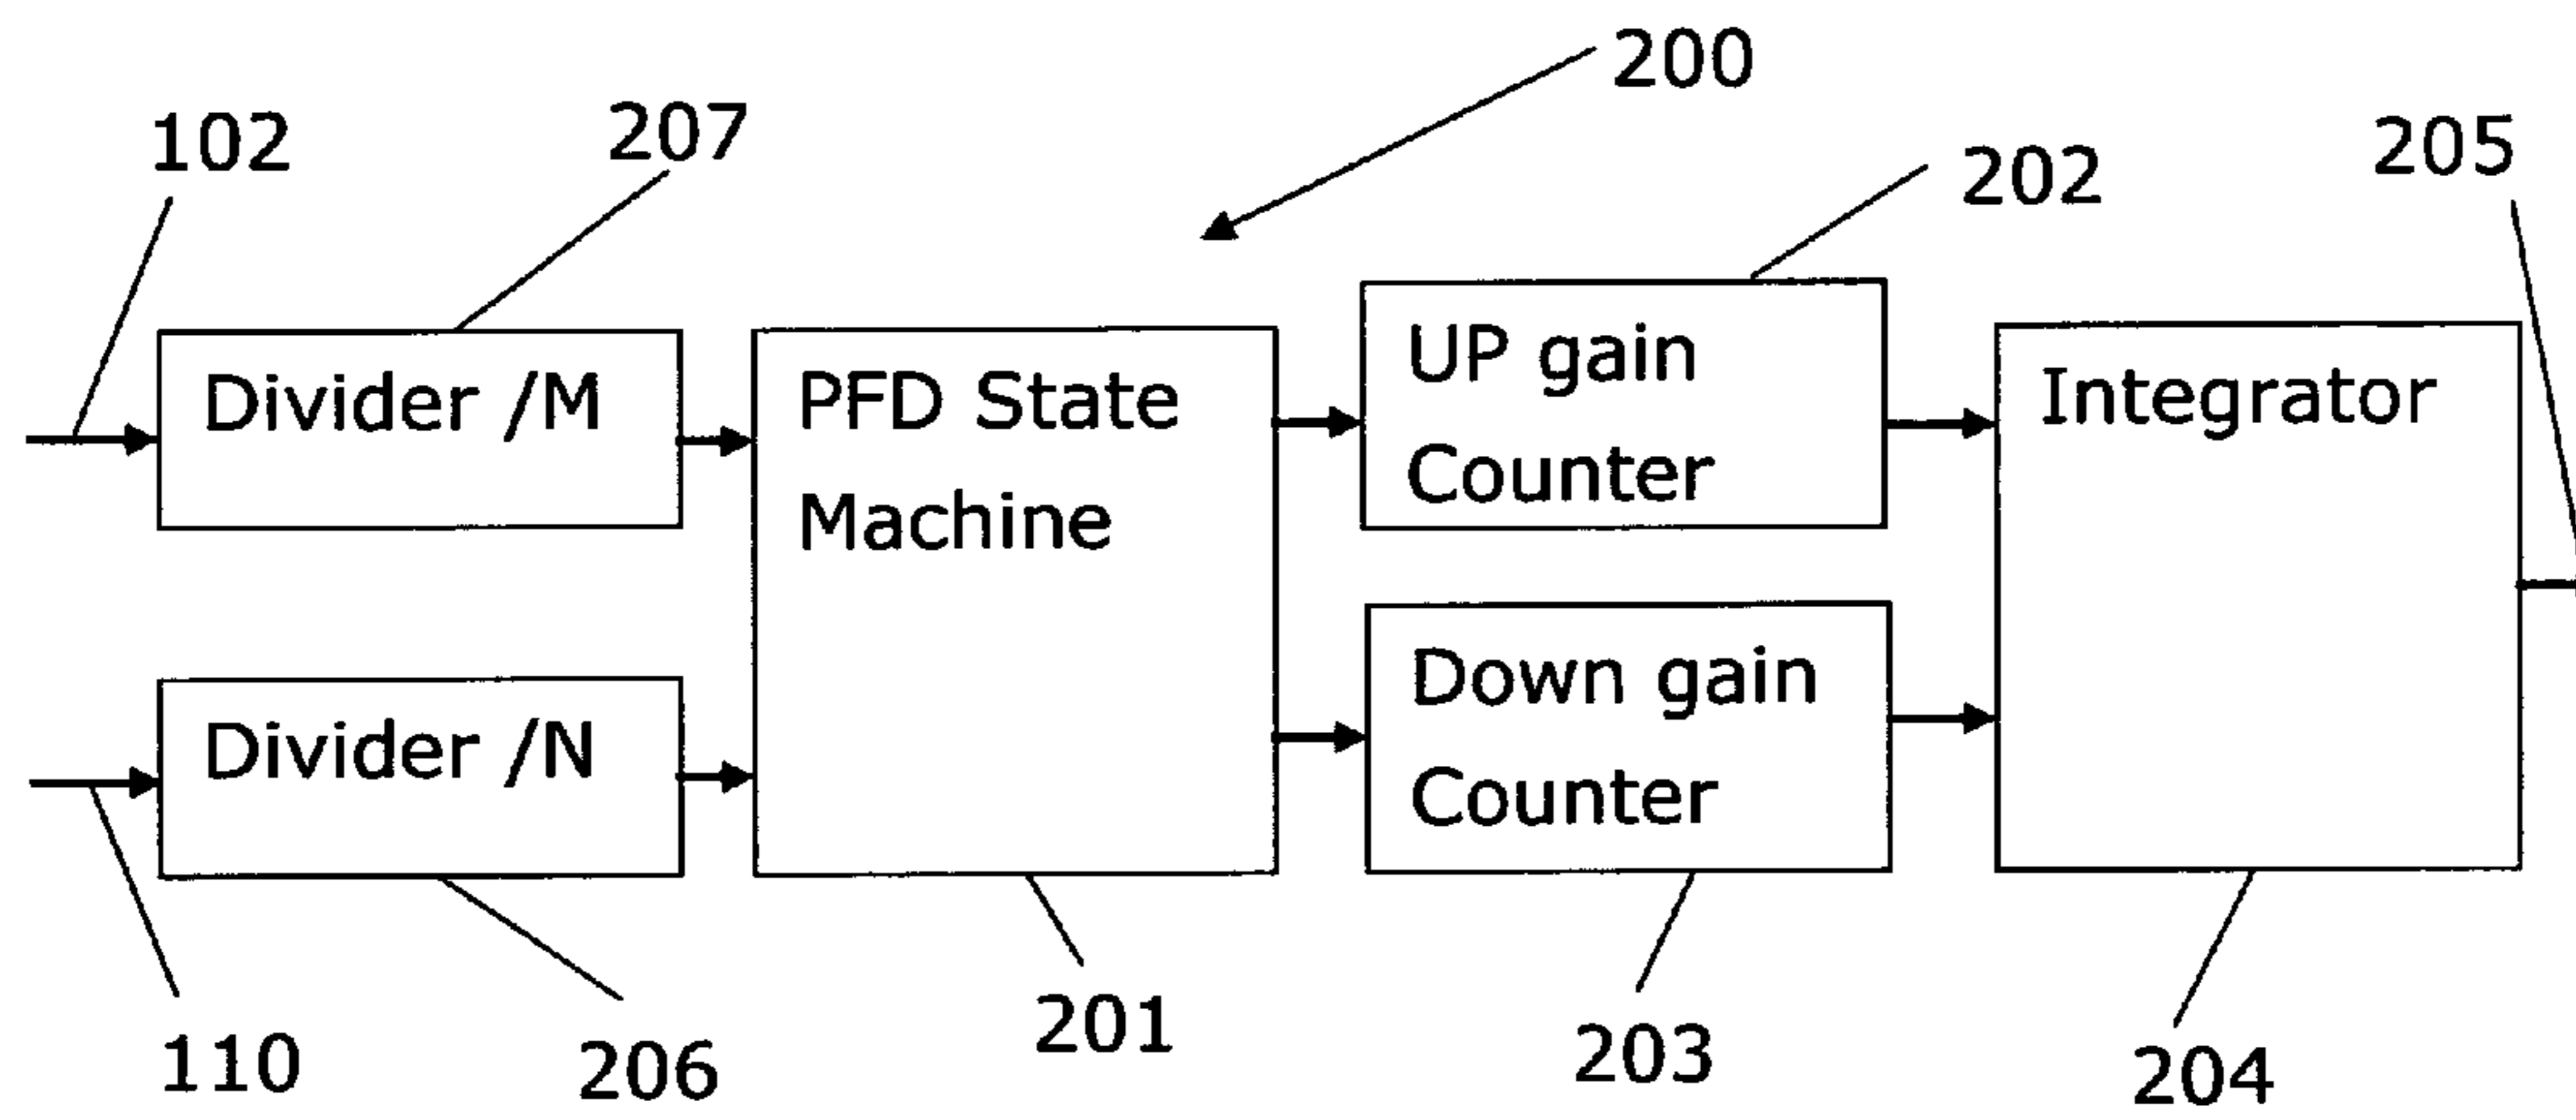 200
102
207
202
205
Divider /M
PFD State
Machine
UP gain
Counter
Integrator
Divider /N
Down gain
Counter
110
206
201
203
204